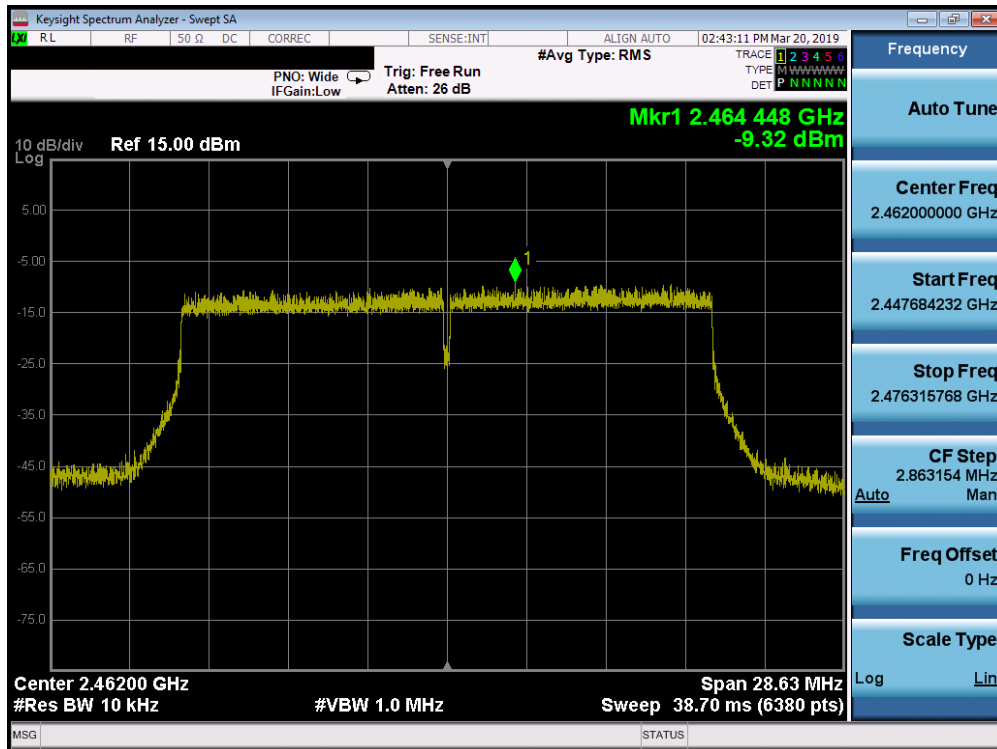 Keysight Spectrum Analyzer - Swept SA
LXI RL RF 50 Ω DC CORREC SENSE:INT ALIGN AUTO 02:43:11 PM Mar 20, 2019
#Avg Type: RMS
TRACE 1 2 3 4 5 6
TYPE M W W W W W
DET P N N N N N
PNO: Wide
IFGain:Low
Trig: Free Run
Atten: 26 dB
Mkr1 2.464 448 GHz
-9.32 dBm
10 dB/div
Log
Ref 15.00 dBm
5.00
-5.00
-15.0
-25.0
-35.0
-45.0
-55.0
-65.0
-75.0
1
Center 2.46200 GHz
#Res BW 10 kHz
#VBW 1.0 MHz
Span 28.63 MHz
Sweep 38.70 ms (6380 pts)
MSG
STATUS
Frequency
Auto Tune
Center Freq
2.462000000 GHz
Start Freq
2.447684232 GHz
Stop Freq
2.476315768 GHz
CF Step
2.863154 MHz
Auto Man
Freq Offset
0 Hz
Scale Type
Log Lin